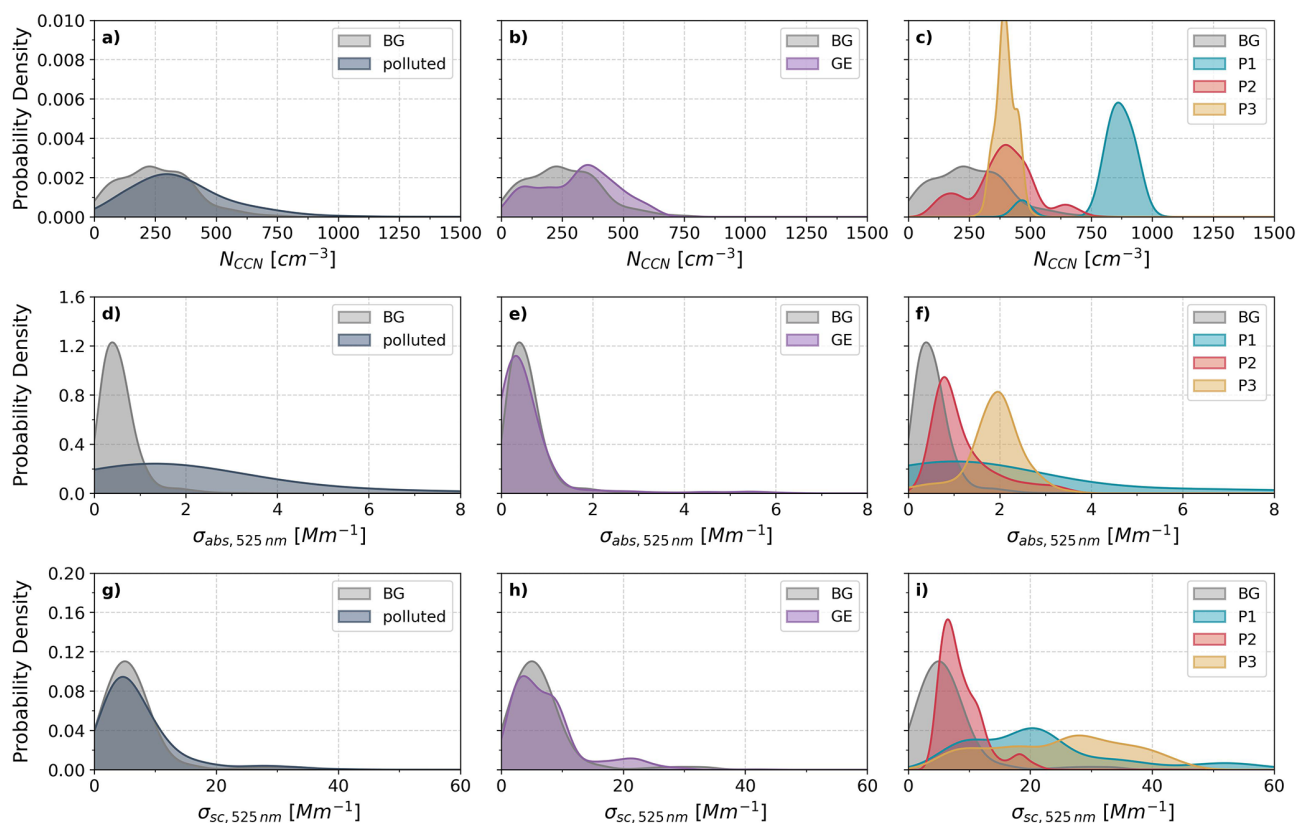 Probability Density
0.010
0.008
0.006
0.004
0.002
0.000
a)
BG
polluted
0 250 500 750 1000 1250 1500
N_CCN [cm⁻³]
b)
BG
GE
0 250 500 750 1000 1250 1500
N_CCN [cm⁻³]
c)
BG
P1
P2
P3
0 250 500 750 1000 1250 1500
N_CCN [cm⁻³]
Probability Density
1.6
1.2
0.8
0.4
0.0
d)
BG
polluted
0 2 4 6 8
σ_abs, 525 nm [Mm⁻¹]
e)
BG
GE
0 2 4 6 8
σ_abs, 525 nm [Mm⁻¹]
f)
BG
P1
P2
P3
0 2 4 6 8
σ_abs, 525 nm [Mm⁻¹]
Probability Density
0.20
0.16
0.12
0.08
0.04
0.00
g)
BG
polluted
0 20 40 60
σ_sc, 525 nm [Mm⁻¹]
h)
BG
GE
0 20 40 60
σ_sc, 525 nm [Mm⁻¹]
i)
BG
P1
P2
P3
0 20 40 60
σ_sc, 525 nm [Mm⁻¹]